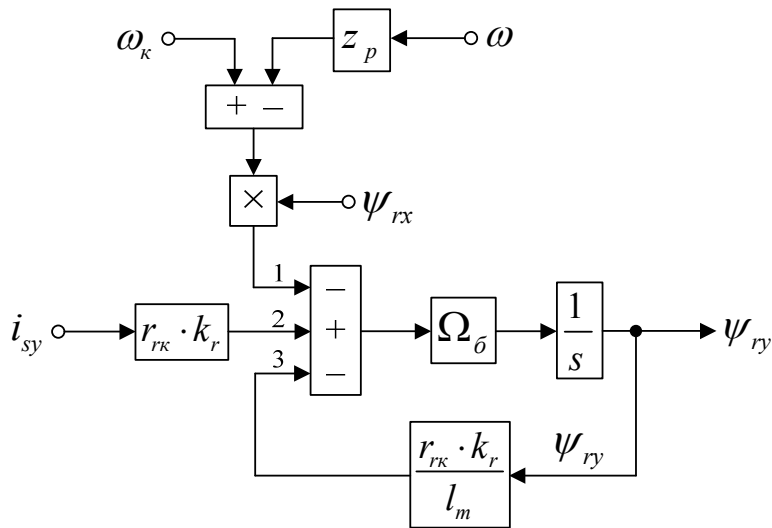 ω_к z_p ω
+ −
× ψ_rx
1 −
i_sy r_rк · k_r 2 + Ω_б 1/s ψ_ry
3 −
r_rк · k_r / l_m ψ_ry